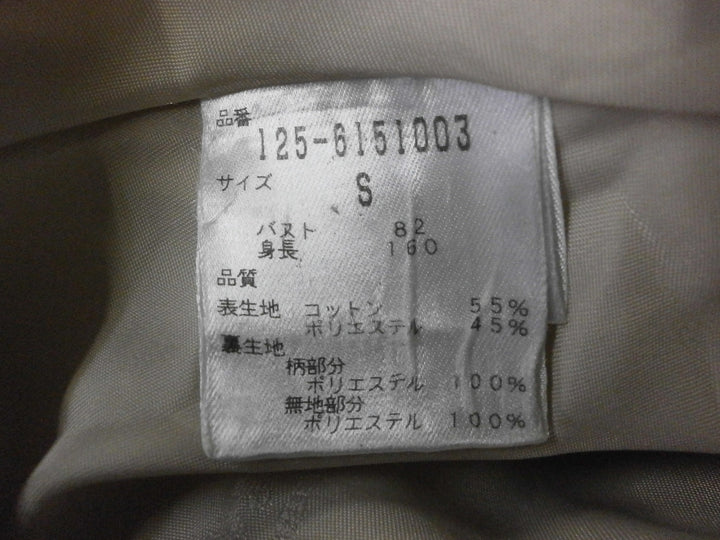 品番
125-6151003
サイズ S
バスト 82
身長 160
品質
表生地 コットン 55%
ポリエステル 45%
裏生地
柄部分
ポリエステル 100%
無地部分
ポリエステル 100%